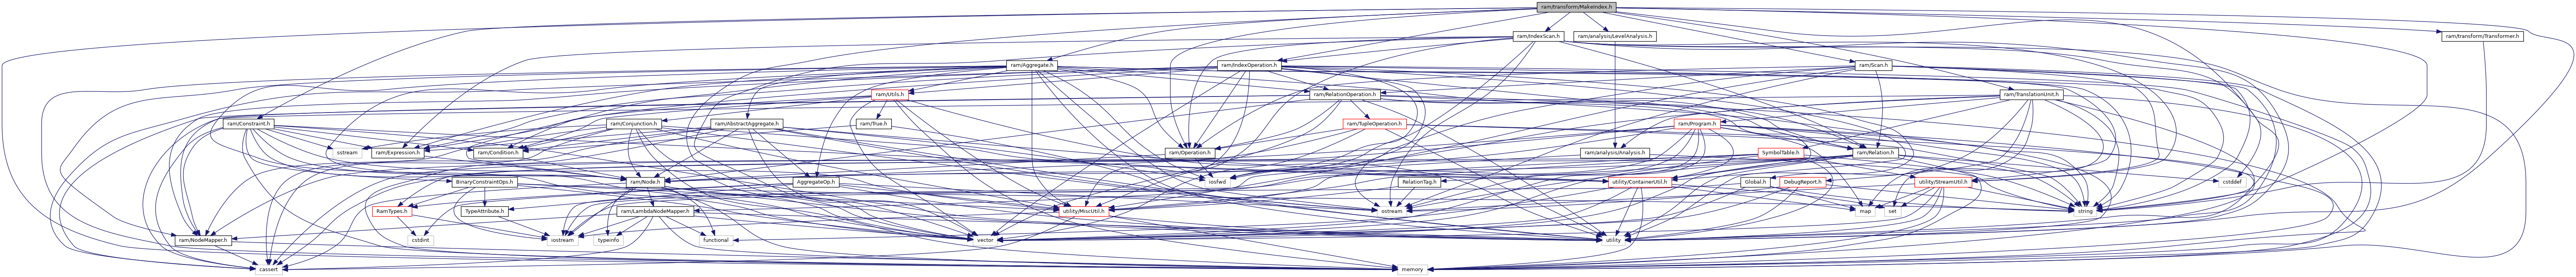 ram/transform/MakeIndex.h
ram/IndexScan.h
ram/analysis/LevelAnalysis.h
ram/transform/Transformer.h
ram/Aggregate.h
ram/IndexOperation.h
ram/Scan.h
ram/Utils.h
ram/RelationOperation.h
ram/TranslationUnit.h
ram/Constraint.h
ram/Conjunction.h
ram/AbstractAggregate.h
ram/True.h
ram/TupleOperation.h
ram/Program.h
sstream
ram/Expression.h
ram/Condition.h
ram/Operation.h
ram/analysis/Analysis.h
SymbolTable.h
ram/Relation.h
BinaryConstraintOps.h
ram/Node.h
AggregateOp.h
iosfwd
RelationTag.h
utility/ContainerUtil.h
Global.h
DebugReport.h
utility/StreamUtil.h
cstddef
RamTypes.h
TypeAttribute.h
ram/LambdaNodeMapper.h
utility/MiscUtil.h
ostream
map
set
string
ram/NodeMapper.h
cstdint
iostream
typeinfo
functional
vector
utility
cassert
memory